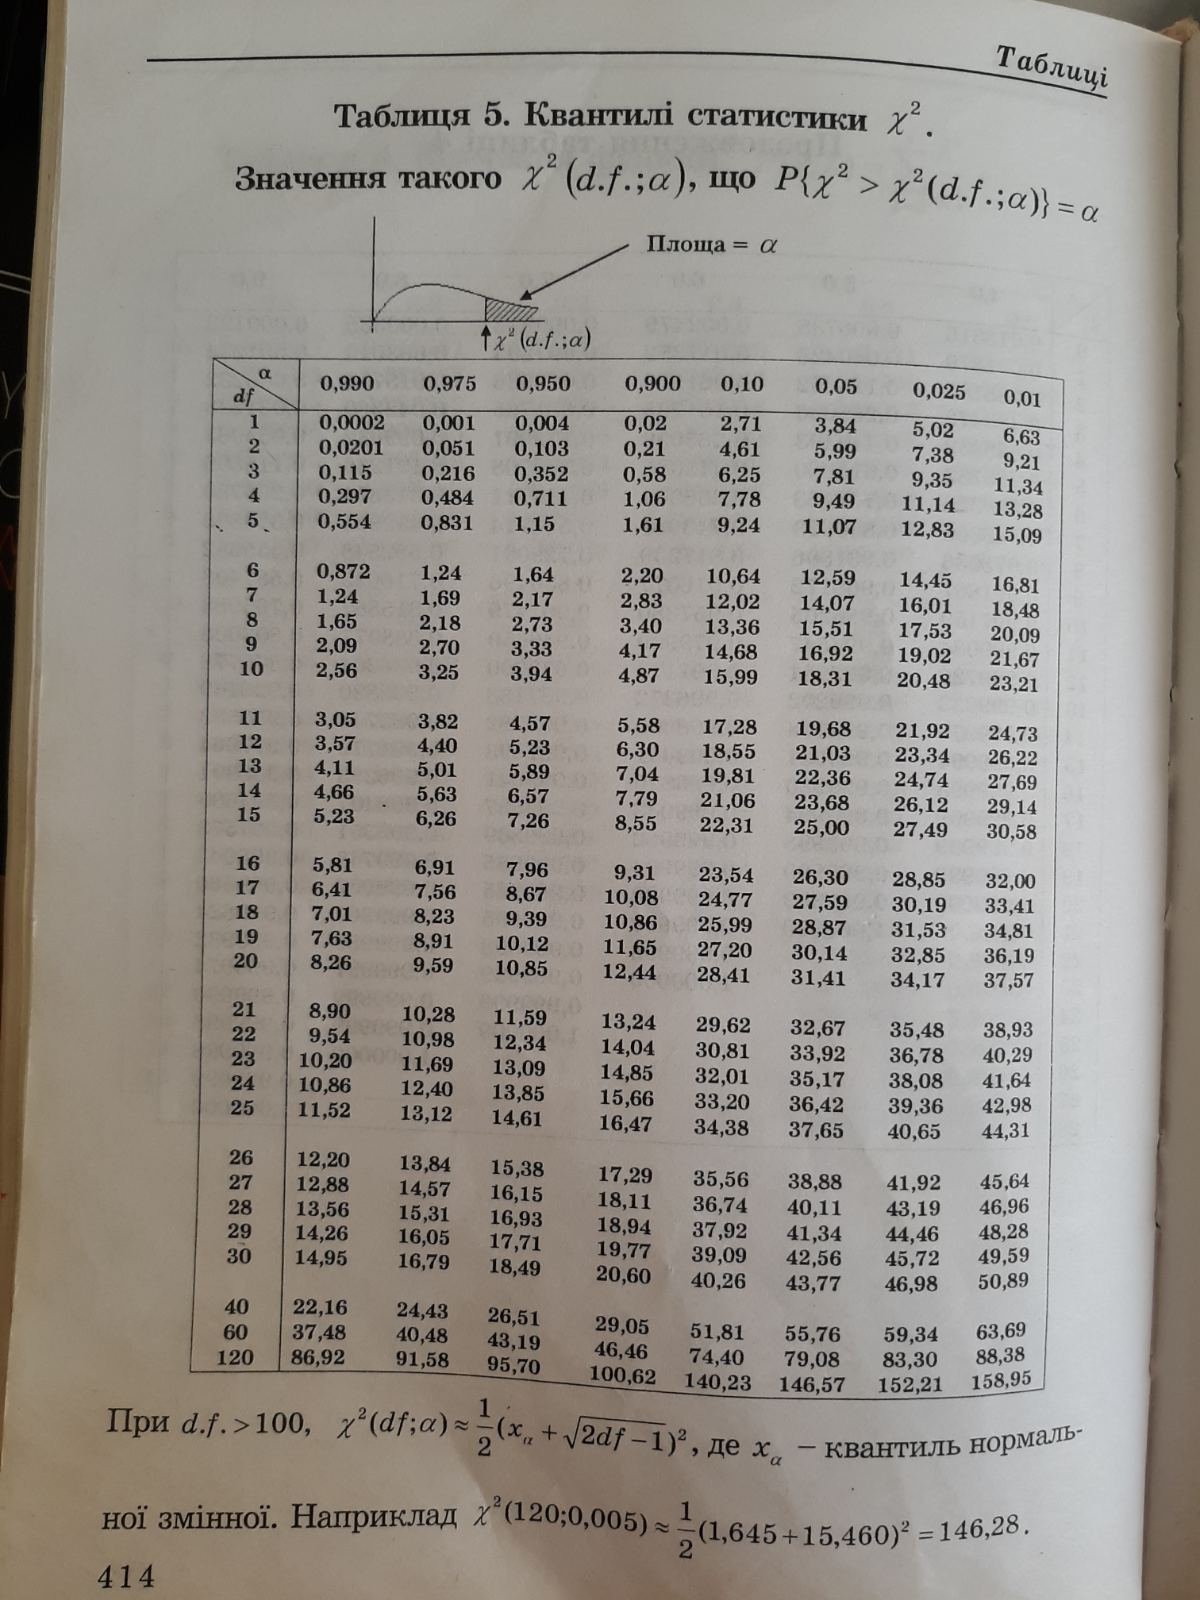 Таблиці
Таблиця 5. Квантилі статистики χ².
Значення такого χ²(d.f.;α), що P{χ² > χ²(d.f.;α)} = α
Площа = α
χ²(d.f.;α)
df α 0,990 0,975 0,950 0,900 0,10 0,05 0,025 0,01
1 0,0002 0,001 0,004 0,02 2,71 3,84 5,02 6,63
2 0,0201 0,051 0,103 0,21 4,61 5,99 7,38 9,21
3 0,115 0,216 0,352 0,58 6,25 7,81 9,35 11,34
4 0,297 0,484 0,711 1,06 7,78 9,49 11,14 13,28
5 0,554 0,831 1,15 1,61 9,24 11,07 12,83 15,09
6 0,872 1,24 1,64 2,20 10,64 12,59 14,45 16,81
7 1,24 1,69 2,17 2,83 12,02 14,07 16,01 18,48
8 1,65 2,18 2,73 3,40 13,36 15,51 17,53 20,09
9 2,09 2,70 3,33 4,17 14,68 16,92 19,02 21,67
10 2,56 3,25 3,94 4,87 15,99 18,31 20,48 23,21
11 3,05 3,82 4,57 5,58 17,28 19,68 21,92 24,73
12 3,57 4,40 5,23 6,30 18,55 21,03 23,34 26,22
13 4,11 5,01 5,89 7,04 19,81 22,36 24,74 27,69
14 4,66 5,63 6,57 7,79 21,06 23,68 26,12 29,14
15 5,23 6,26 7,26 8,55 22,31 25,00 27,49 30,58
16 5,81 6,91 7,96 9,31 23,54 26,30 28,85 32,00
17 6,41 7,56 8,67 10,08 24,77 27,59 30,19 33,41
18 7,01 8,23 9,39 10,86 25,99 28,87 31,53 34,81
19 7,63 8,91 10,12 11,65 27,20 30,14 32,85 36,19
20 8,26 9,59 10,85 12,44 28,41 31,41 34,17 37,57
21 8,90 10,28 11,59 13,24 29,62 32,67 35,48 38,93
22 9,54 10,98 12,34 14,04 30,81 33,92 36,78 40,29
23 10,20 11,69 13,09 14,85 32,01 35,17 38,08 41,64
24 10,86 12,40 13,85 15,66 33,20 36,42 39,36 42,98
25 11,52 13,12 14,61 16,47 34,38 37,65 40,65 44,31
26 12,20 13,84 15,38 17,29 35,56 38,88 41,92 45,64
27 12,88 14,57 16,15 18,11 36,74 40,11 43,19 46,96
28 13,56 15,31 16,93 18,94 37,92 41,34 44,46 48,28
29 14,26 16,05 17,71 19,77 39,09 42,56 45,72 49,59
30 14,95 16,79 18,49 20,60 40,26 43,77 46,98 50,89
40 22,16 24,43 26,51 29,05 51,81 55,76 59,34 63,69
60 37,48 40,48 43,19 46,46 74,40 79,08 83,30 88,38
120 86,92 91,58 95,70 100,62 140,23 146,57 152,21 158,95
При d.f. > 100, χ²(df;α) ≈ 1/2(xα + √2df − 1)², де xα – квантиль нормаль-
ної змінної. Наприклад χ²(120;0,005) ≈ 1/2(1,645 + 15,460)² = 146,28.
414